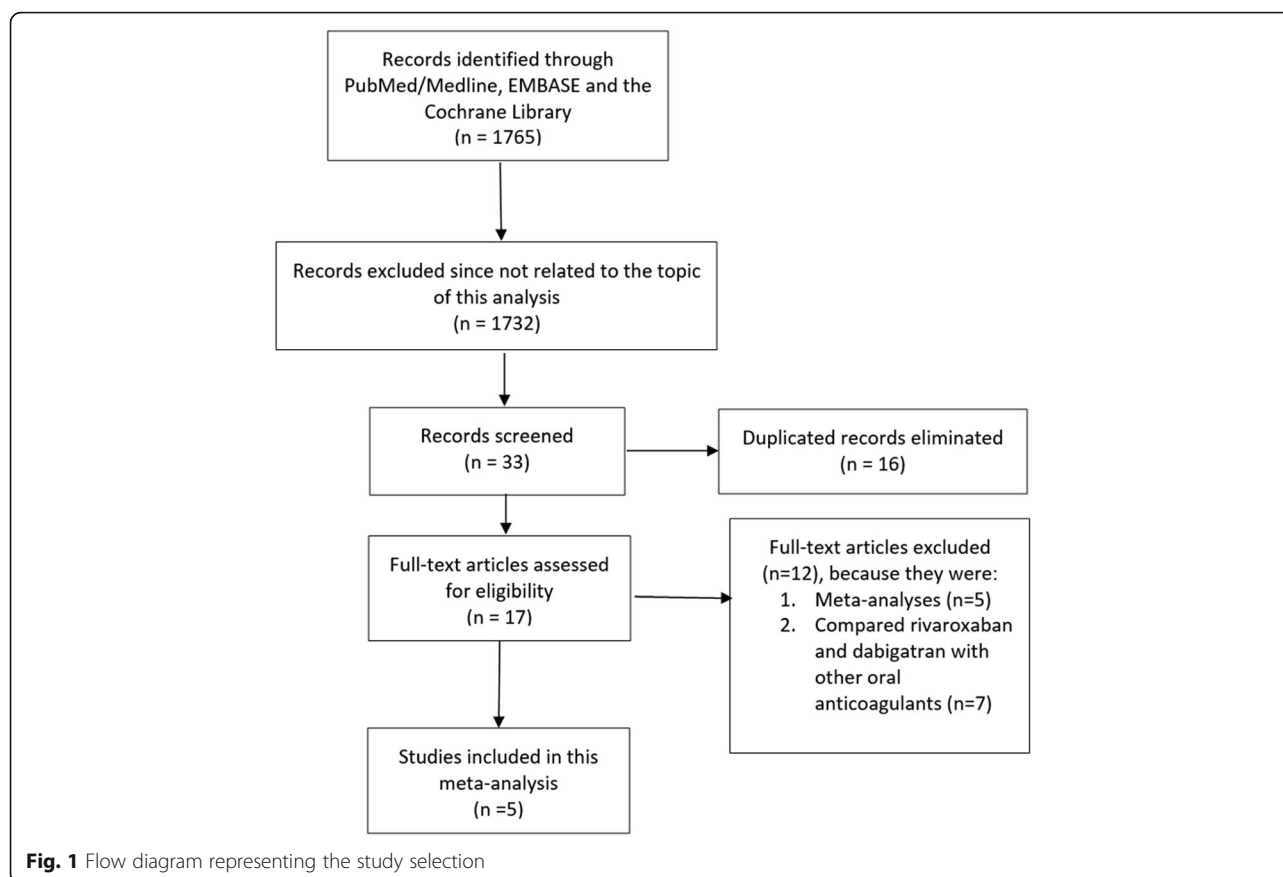 Records identified through
PubMed/Medline, EMBASE and the
Cochrane Library
(n = 1765)
Records excluded since not related to the topic
of this analysis
(n = 1732)
Records screened
(n = 33)
Duplicated records eliminated
(n = 16)
Full-text articles assessed
for eligibility
(n = 17)
Full-text articles excluded
(n=12), because they were:
1. Meta-analyses (n=5)
2. Compared rivaroxaban
and dabigatran with
other oral
anticoagulants (n=7)
Studies included in this
meta-analysis
(n =5)
Fig. 1 Flow diagram representing the study selection